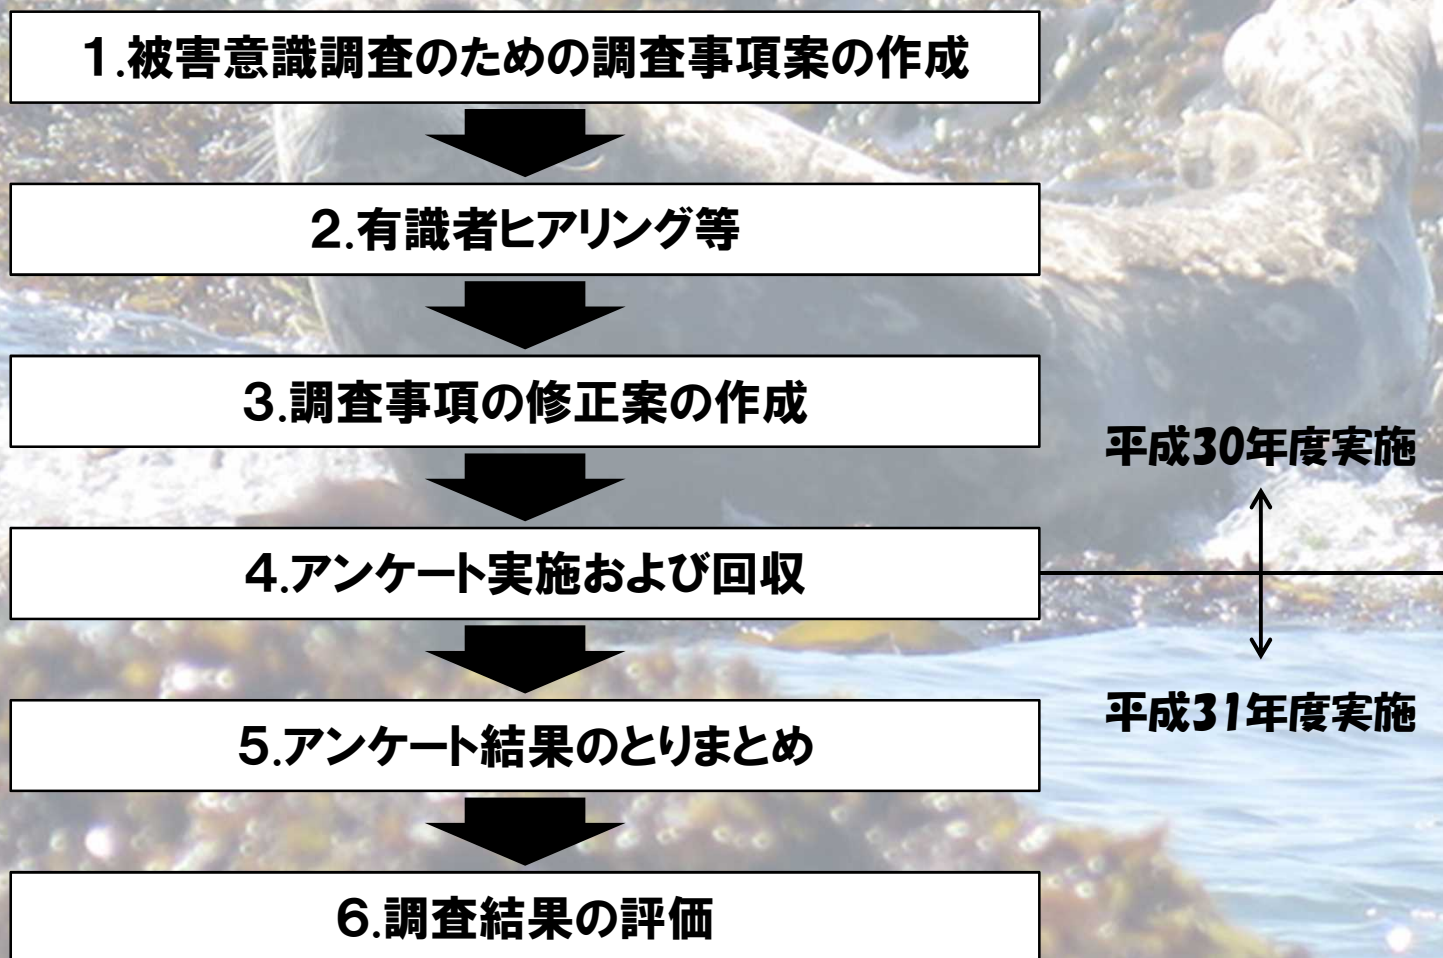 1.被害意識調査のための調査事項案の作成
2.有識者ヒアリング等
3.調査事項の修正案の作成
平成30年度実施
4.アンケート実施および回収
平成31年度実施
5.アンケート結果のとりまとめ
6.調査結果の評価